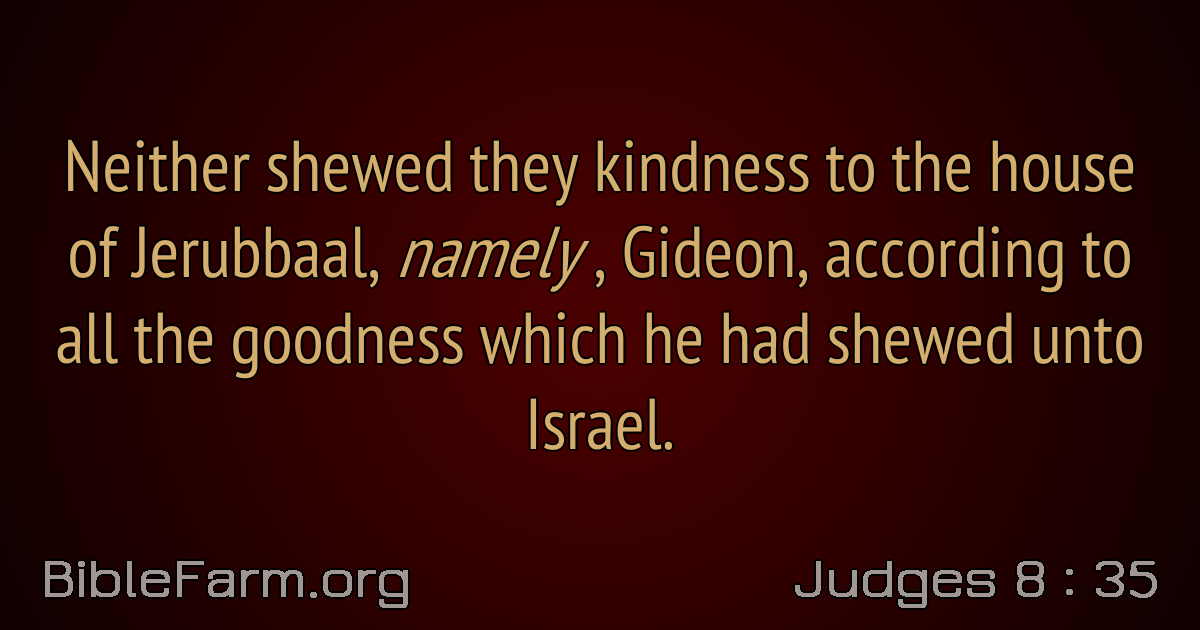 Neither shewed they kindness to the house
of Jerubbaal, namely , Gideon, according to
all the goodness which he had shewed unto
Israel.
BibleFarm.org
Judges 8 : 35